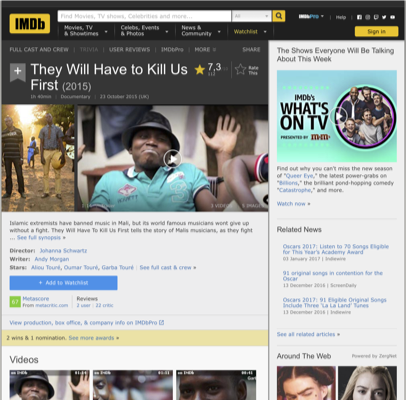 IMDb
Find Movies, TV shows, Celebrities and more...
All
IMDbPro
Help
Movies, TV
& Showtimes
Celebs, Events
& Photos
News &
Community
Watchlist
Sign in
FULL CAST AND CREW | TRIVIA | USER REVIEWS | IMDbPro | MORE
SHARE
They Will Have to Kill Us
First (2015)
7,3
Rate
This
1h 45min | Documentary | 23 October 2015 (UK)
Islamic extremists have banned music in Mali, but its world famous musicians wont give up
without a fight. They Will Have To Kill Us First tells the story of Malis musicians, as they fight
... See full synopsis »
Director: Johanna Schwartz
Writer: Andy Morgan
Stars: Alou Touré, Oumar Touré, Garba Touré | See full cast & crew »
+ Add to Watchlist
Metascore
From metacritic.com
Reviews
3 user | 22 critic
View production, box office, & company info on IMDbPro
2 wins & 1 nomination. See more awards »
Videos
The Shows Everyone Will Be Talking
About This Week
IMDb's
WHAT'S
ON TV
PRESENTED BY m&m's
Find out why you can't miss the new season
of "Queer Eye," the latest power-grabs on
"Billions," the brilliant pond-hopping comedy
"Catastrophe," and more.
Watch now »
Related News
Oscars 2017: Listen to 70 Songs Eligible
for This Year's Academy Award
03 January 2017 | Indiewire
91 original songs in contention for the
Oscar
13 December 2016 | ScreenDaily
Oscars 2017: 91 Eligible Original Songs
Include Three 'La La Land' Tunes
13 December 2016 | Indiewire
See all related articles »
Around The Web
Powered by ZergNet